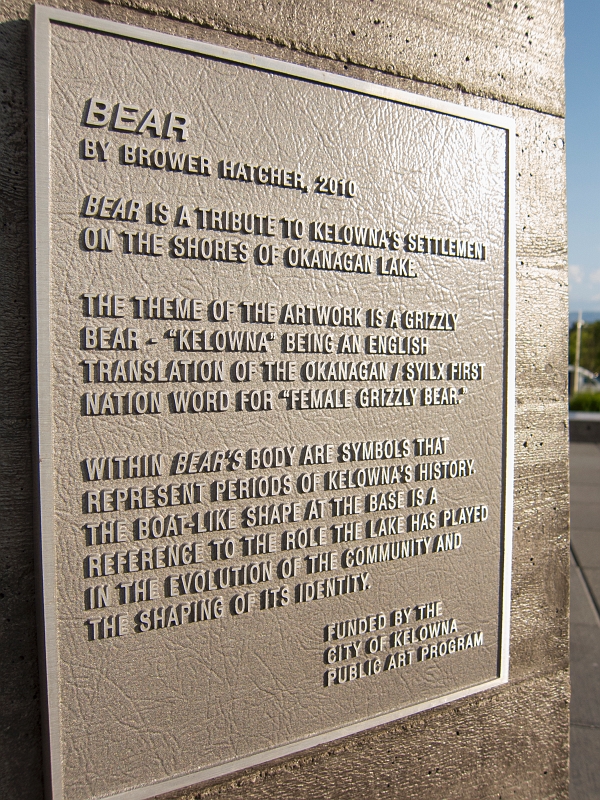 BEAR
BY BROWER HATCHER, 2010
BEAR IS A TRIBUTE TO KELOWNA'S SETTLEMENT
ON THE SHORES OF OKANAGAN LAKE.
THE THEME OF THE ARTWORK IS A GRIZZLY
BEAR - "KELOWNA" BEING AN ENGLISH
TRANSLATION OF THE OKANAGAN / SYILX FIRST
NATION WORD FOR "FEMALE GRIZZLY BEAR."
WITHIN BEAR'S BODY ARE SYMBOLS THAT
REPRESENT PERIODS OF KELOWNA'S HISTORY.
THE BOAT-LIKE SHAPE AT THE BASE IS A
REFERENCE TO THE ROLE THE LAKE HAS PLAYED
IN THE EVOLUTION OF THE COMMUNITY AND
THE SHAPING OF ITS IDENTITY.
FUNDED BY THE
CITY OF KELOWNA
PUBLIC ART PROGRAM